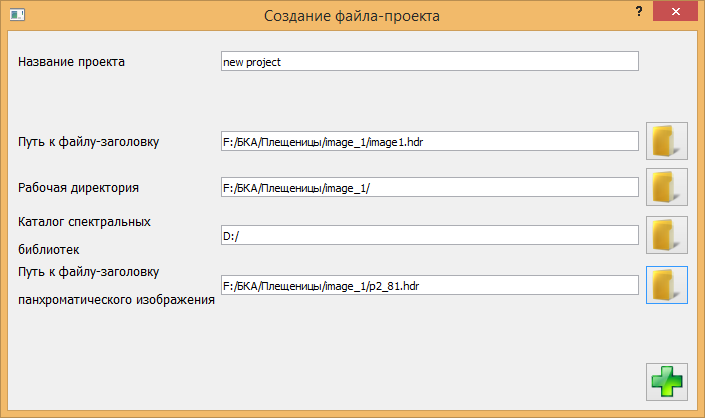 Создание файла-проекта
?
Название проекта
new project
Путь к файлу-заголовку
F:/БКА/Плещеницы/image_1/image1.hdr
Рабочая директория
F:/БКА/Плещеницы/image_1/
Каталог спектральных
библиотек
D:/
Путь к файлу-заголовку
панхроматического изображения
F:/БКА/Плещеницы/image_1/p2_81.hdr